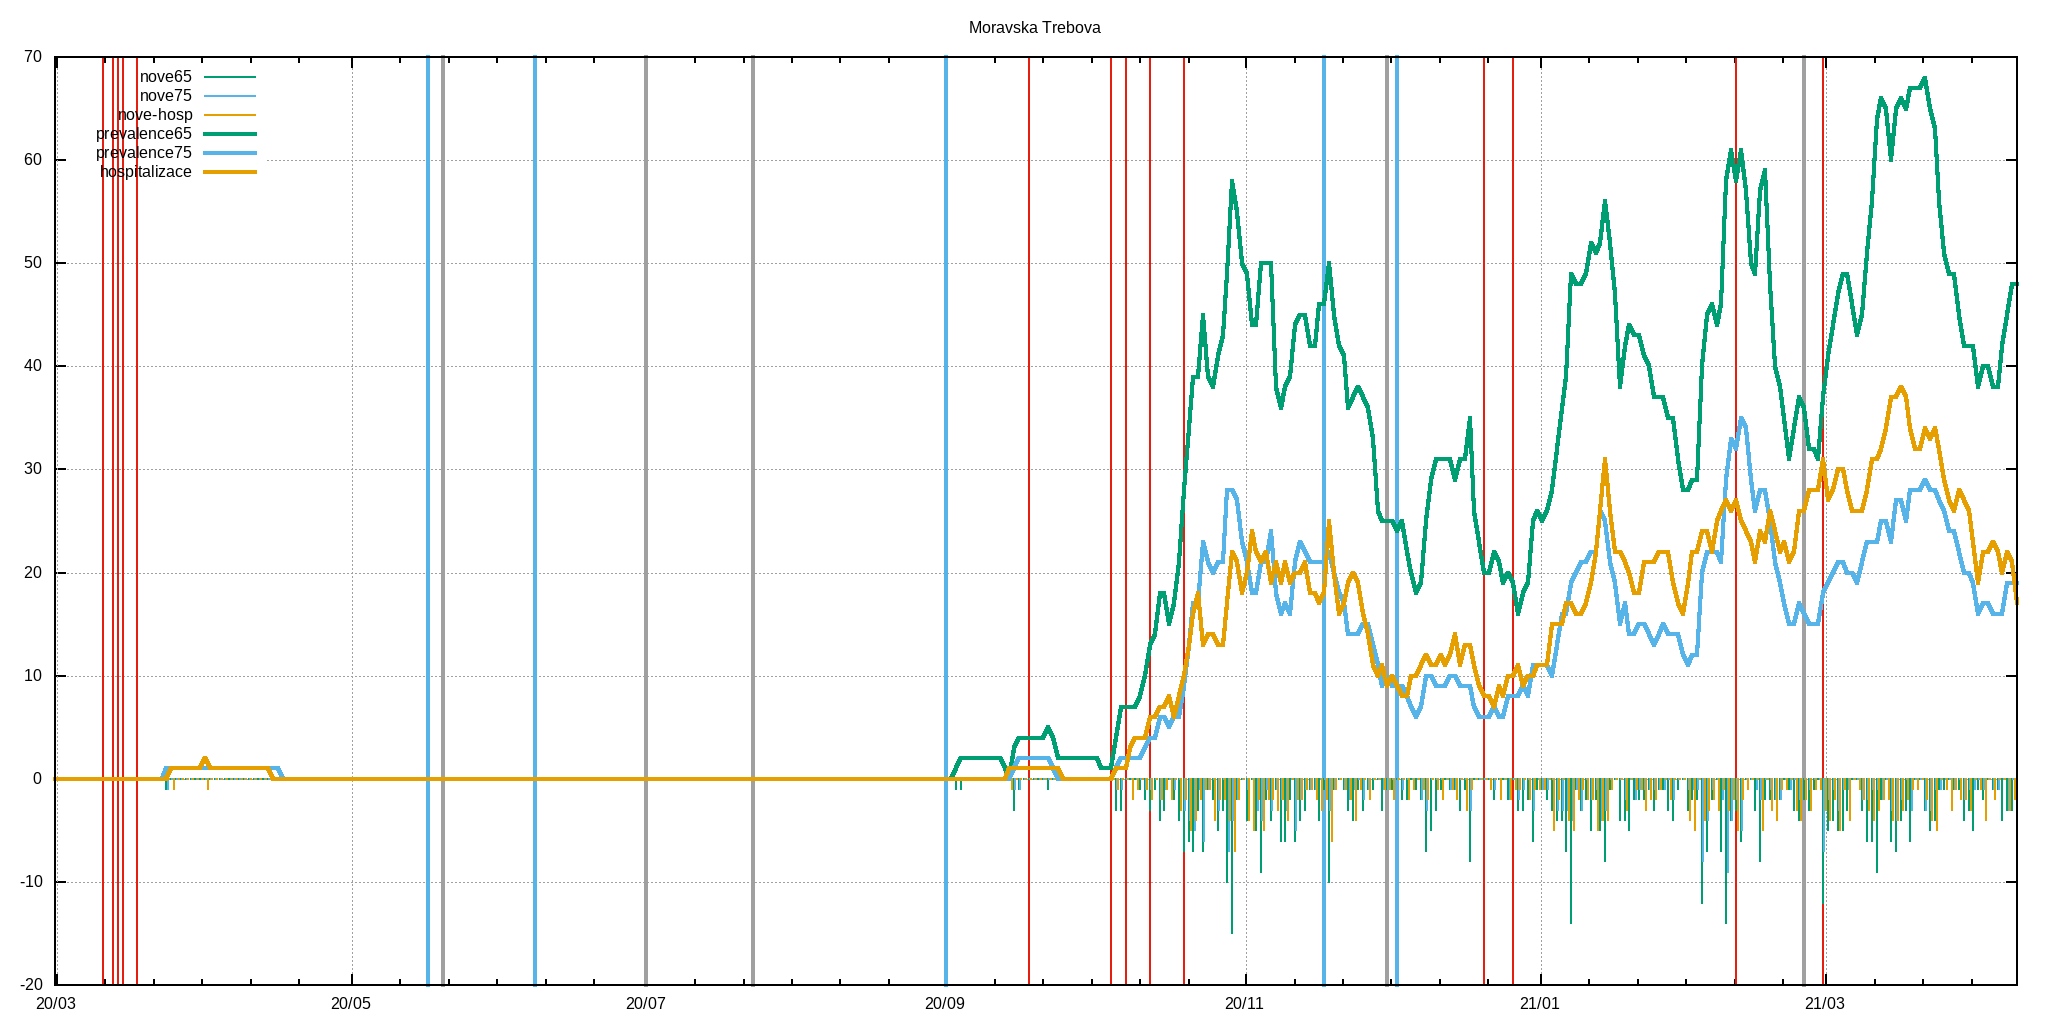 Moravska Trebova
70
60
50
40
30
20
10
0
-10
-20
nove65
nove75
nove-hosp
prevalence65
prevalence75
hospitalizace
20/03 20/05 20/07 20/09 20/11 21/01 21/03